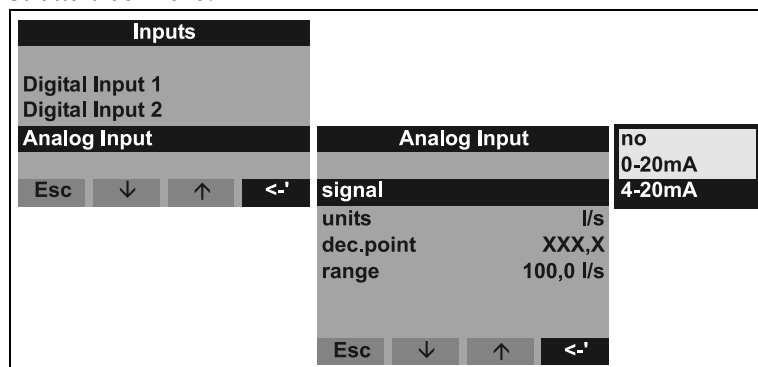 Inputs
Digital Input 1
Digital Input 2
Analog Input
Esc ↓ ↑ <-'
Analog Input
signal
units l/s
dec.point XXX,X
range 100,0 l/s
Esc ↓ ↑ <-'
no
0-20mA
4-20mA